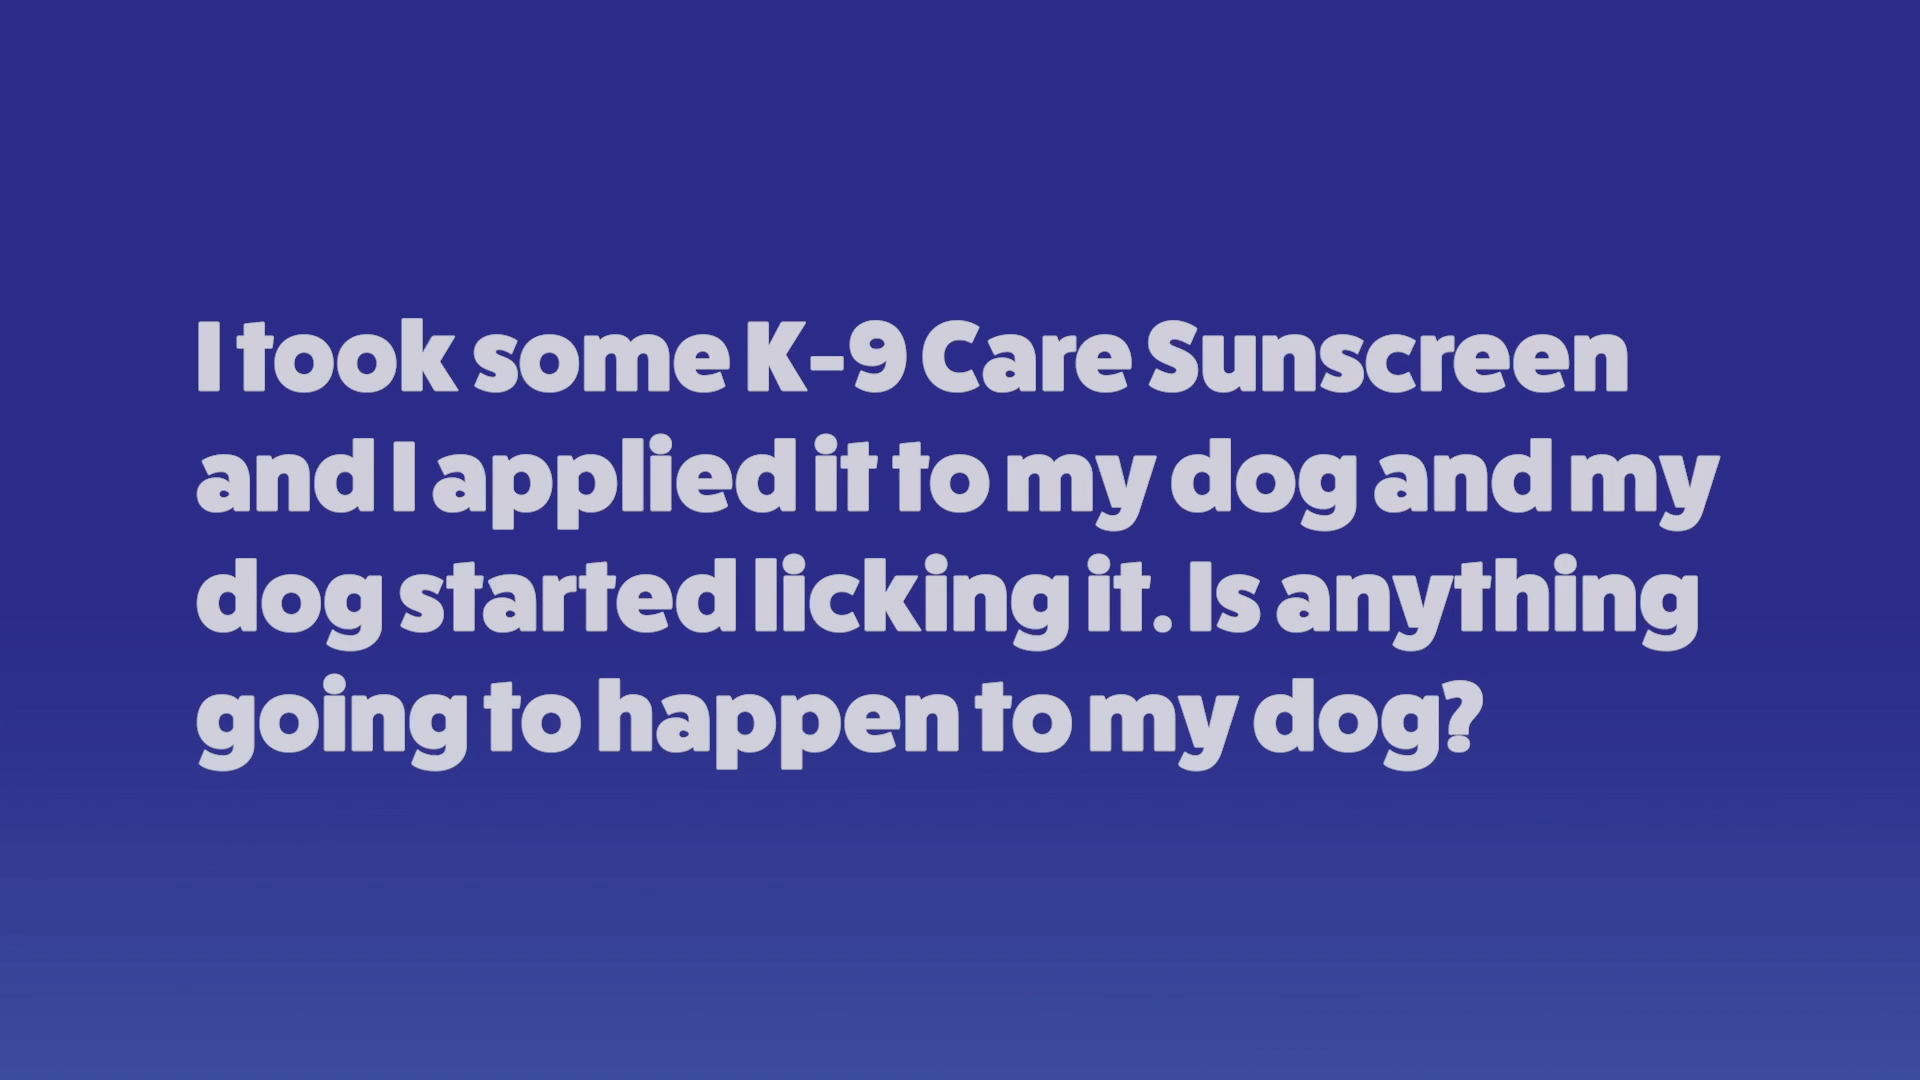 I took some K-9 Care Sunscreen
and I applied it to my dog and my
dog started licking it. Is anything
going to happen to my dog?